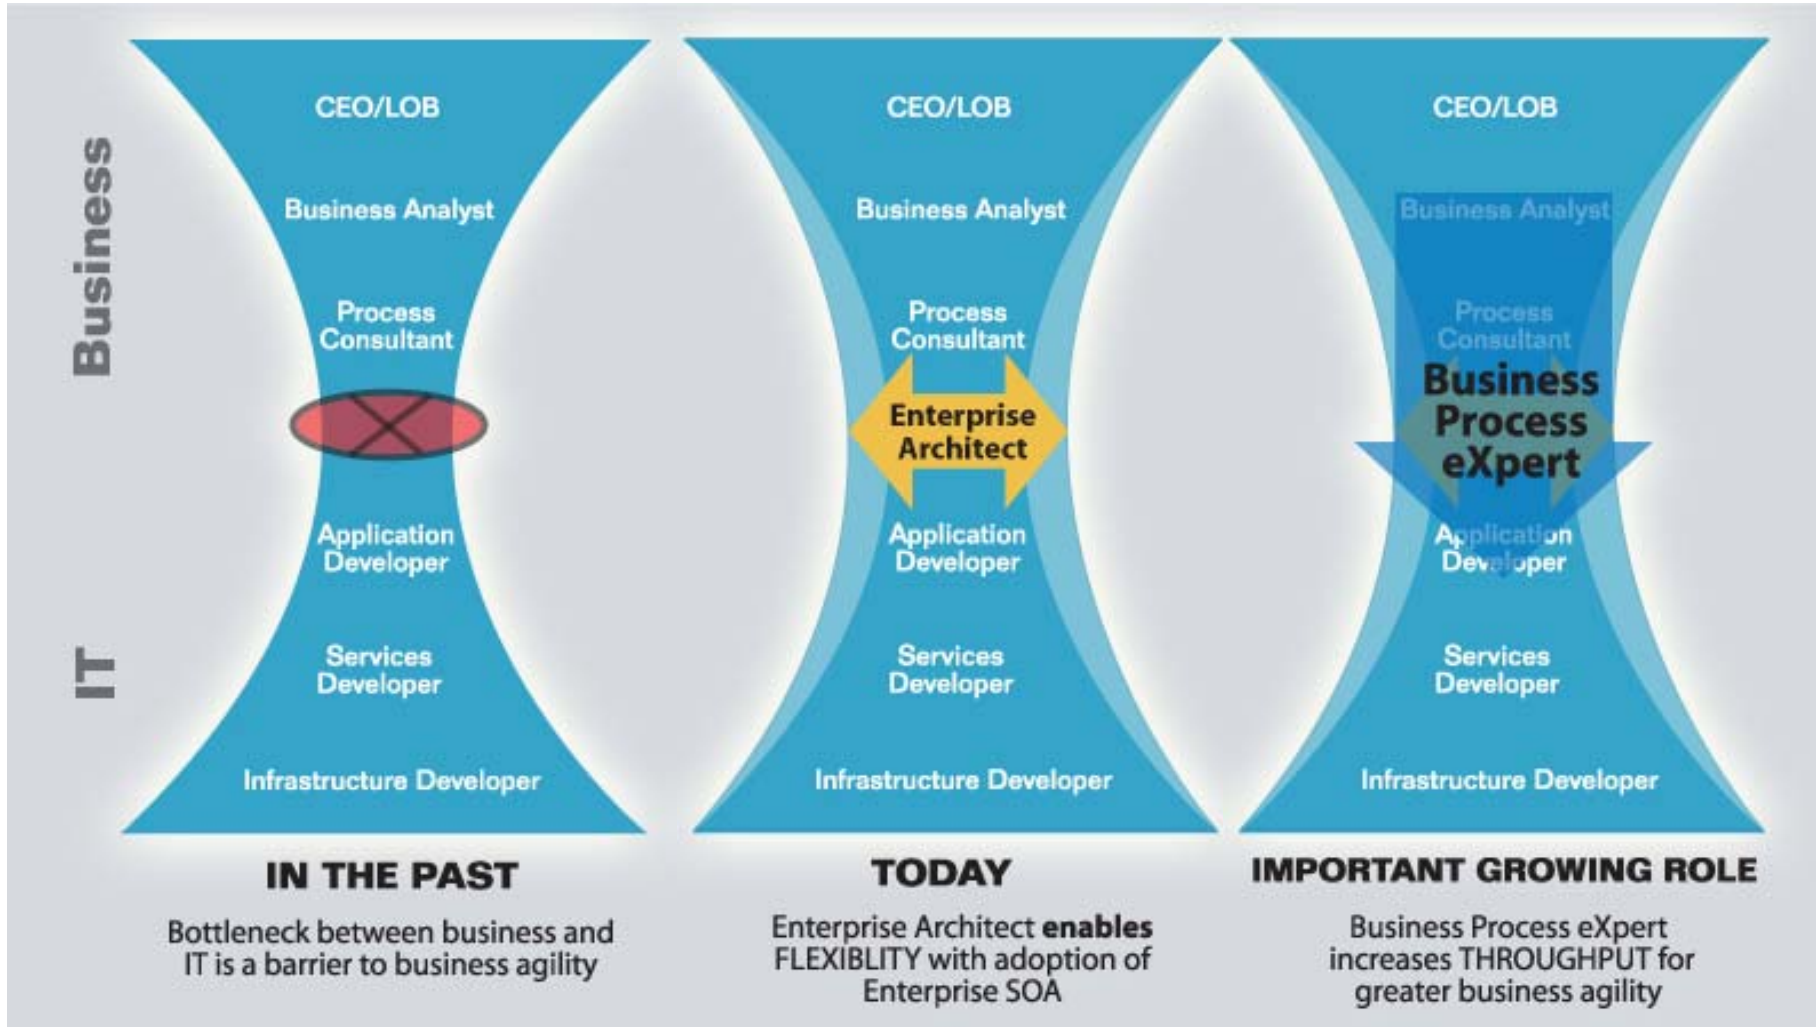 Business
IT
CEO/LOB
Business Analyst
Process
Consultant
Application
Developer
Services
Developer
Infrastructure Developer
IN THE PAST
Bottleneck between business and
IT is a barrier to business agility
CEO/LOB
Business Analyst
Process
Consultant
Enterprise
Architect
Application
Developer
Services
Developer
Infrastructure Developer
TODAY
Enterprise Architect enables
FLEXIBLITY with adoption of
Enterprise SOA
CEO/LOB
Business Analyst
Process
Consultant
Business
Process
eXpert
Application
Developer
Services
Developer
Infrastructure Developer
IMPORTANT GROWING ROLE
Business Process eXpert
increases THROUGHPUT for
greater business agility